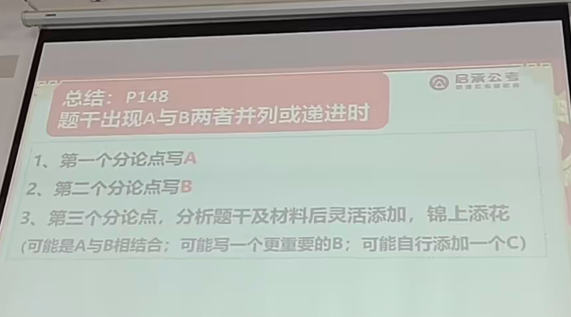 总结：P148
题干出现A与B两者并列或递进时
启承公考
1、第一个分论点写A
2、第二个分论点写B
3、第三个分论点，分析题干及材料后灵活添加，锦上添花
(可能是A与B相结合；可能写一个更重要的B；可能自行添加一个C)